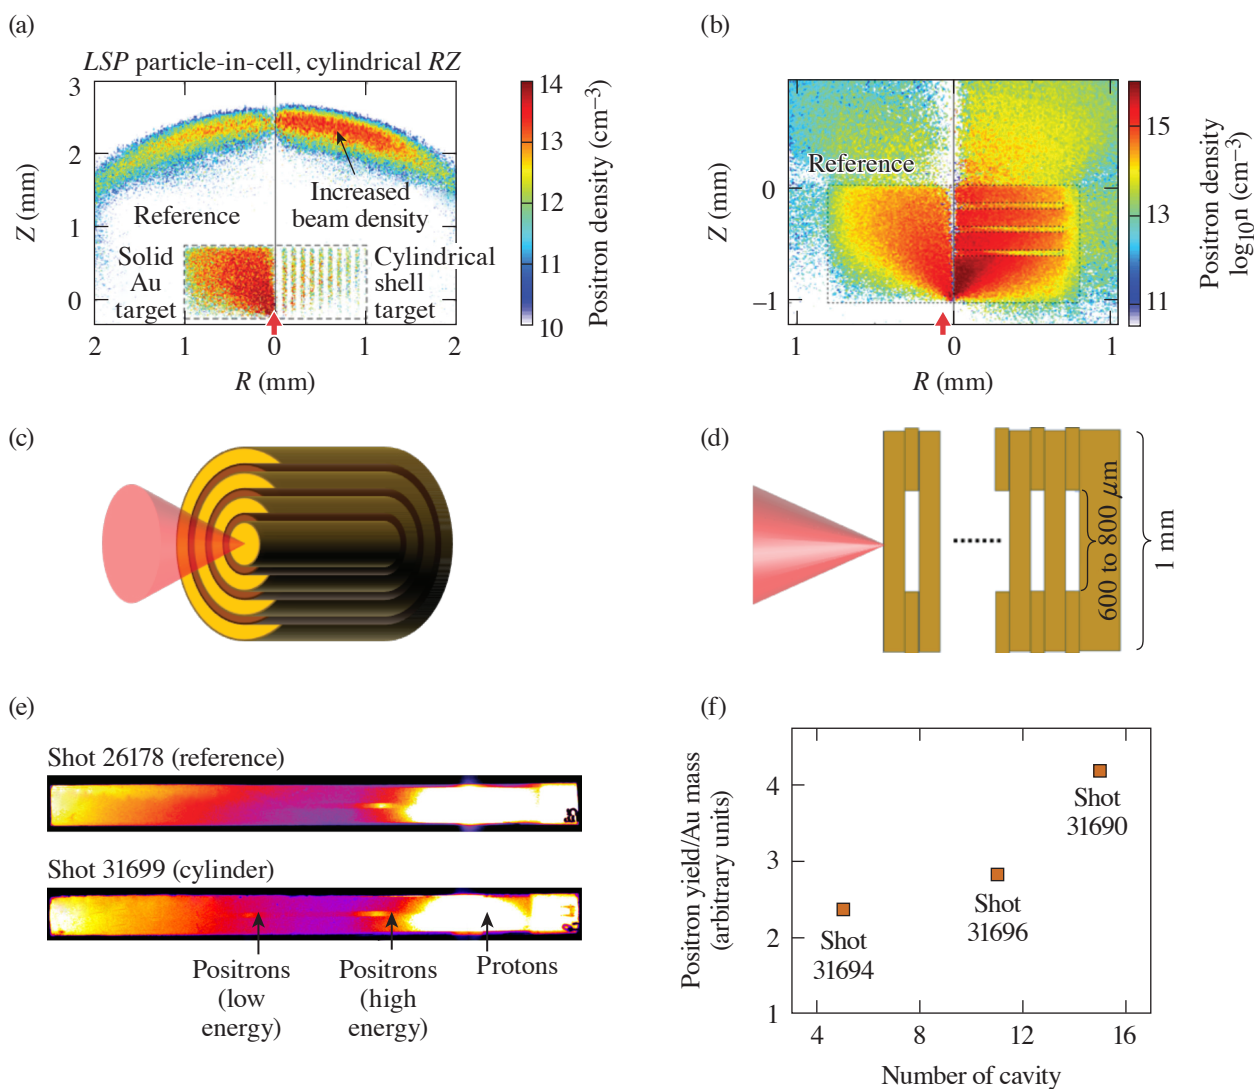 (a)
LSP particle-in-cell, cylindrical RZ
3
2
1
0
Z (mm)
Increased
beam density
Reference
Solid
Au
target
Cylindrical
shell
target
2
1
0
1
2
R (mm)
14
13
12
11
10
Positron density (cm⁻³)
(b)
Reference
0
−1
Z (mm)
1
0
1
R (mm)
15
13
11
Positron density
log₁₀n (cm⁻³)
(c)
(d)
600 to 800 μm
1 mm
(e)
Shot 26178 (reference)
Shot 31699 (cylinder)
Positrons
(low
energy)
Positrons
(high
energy)
Protons
(f)
4
3
2
1
Positron yield/Au mass
(arbitrary units)
Shot
31690
Shot
31696
Shot
31694
4
8
12
16
Number of cavity